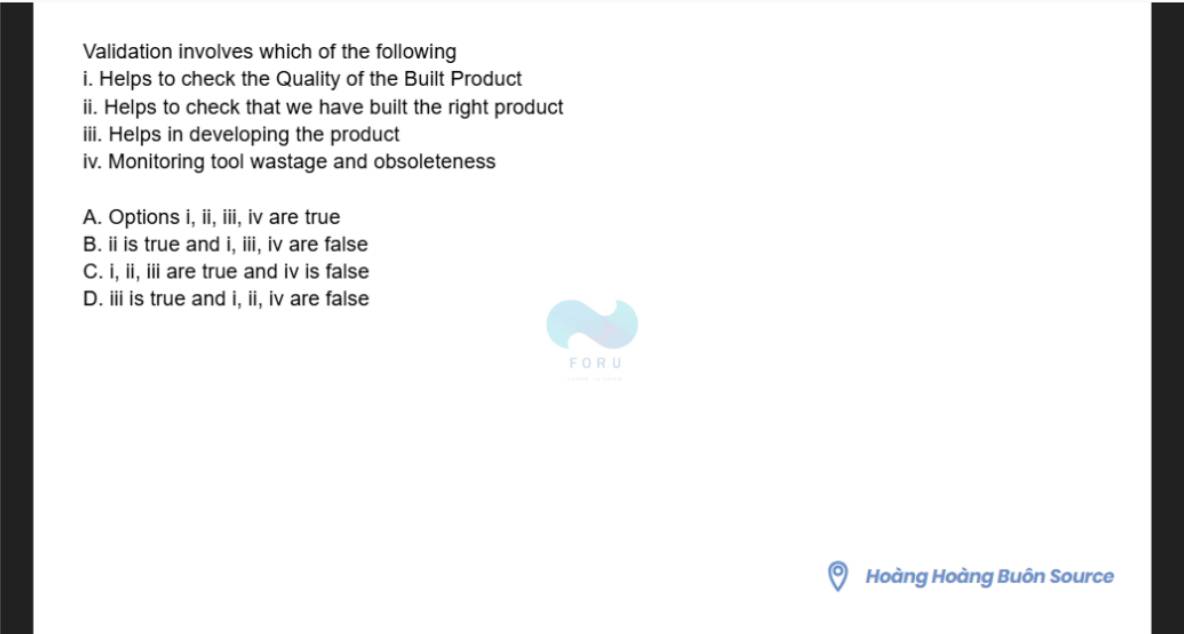 Validation involves which of the following
i. Helps to check the Quality of the Built Product
ii. Helps to check that we have built the right product
iii. Helps in developing the product
iv. Monitoring tool wastage and obsoleteness
A. Options i, ii, iii, iv are true
B. ii is true and i, iii, iv are false
C. i, ii, iii are true and iv is false
D. iii is true and i, ii, iv are false
FORU
Hoàng Hoàng Buôn Source